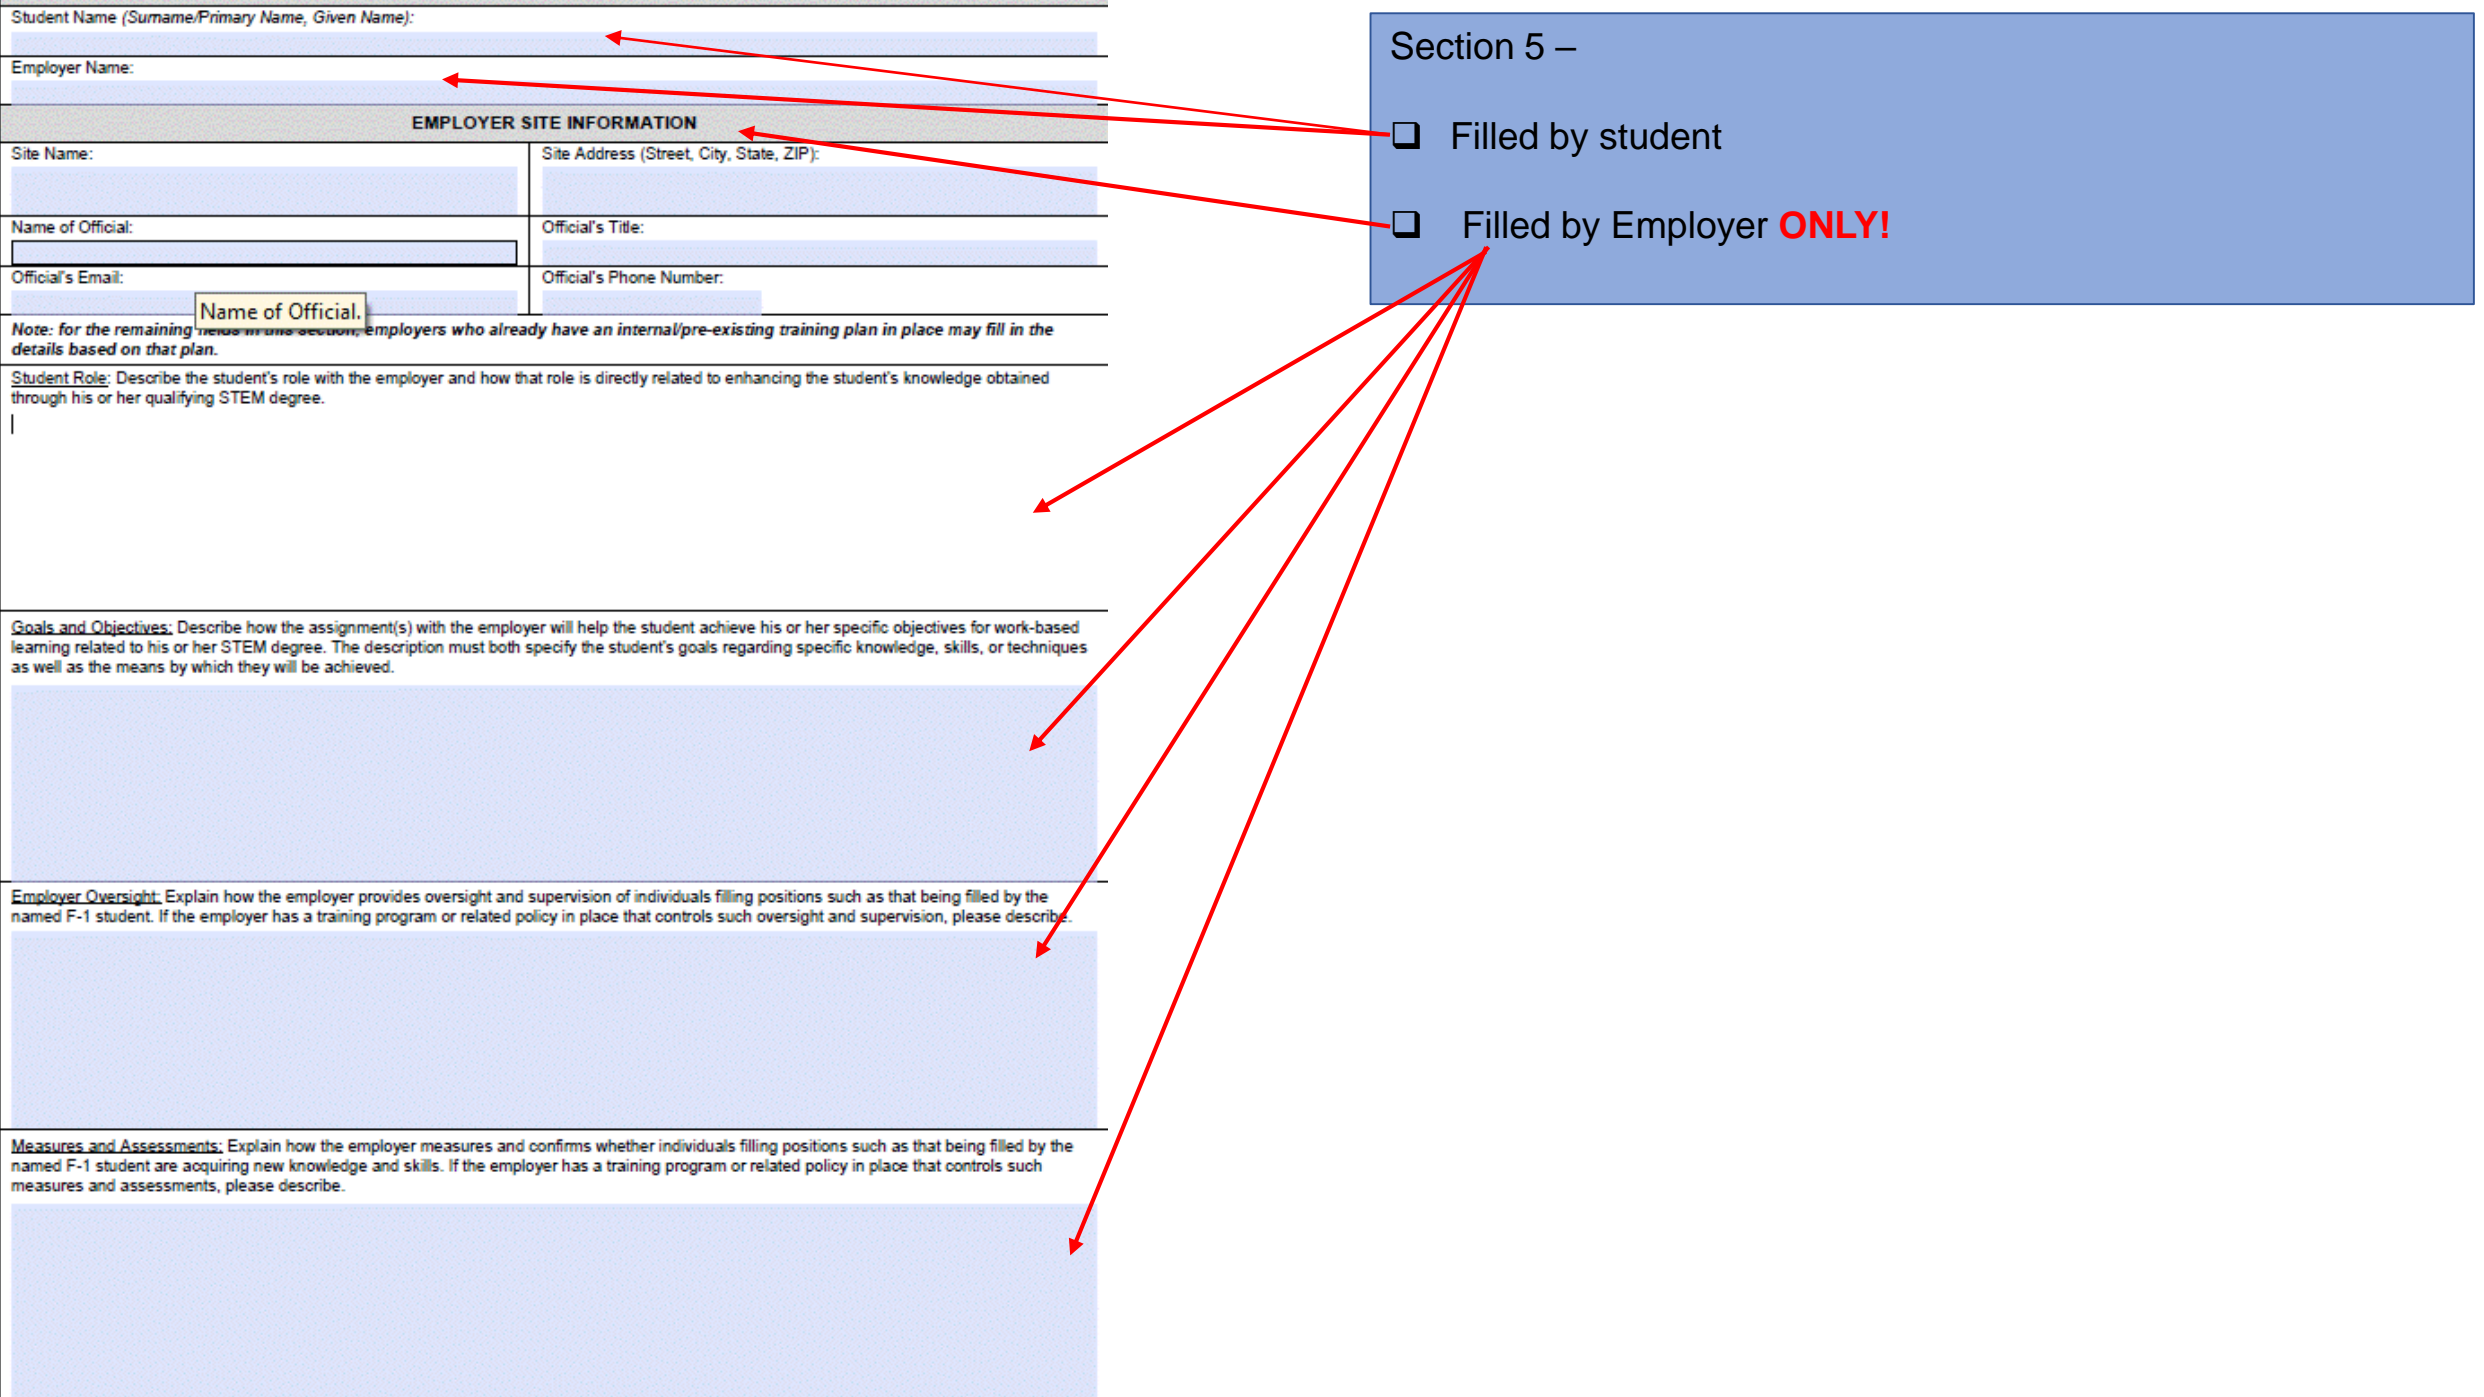 Student Name (Surname/Primary Name, Given Name):
Employer Name:
EMPLOYER SITE INFORMATION
Site Name:
Site Address (Street, City, State, ZIP):
Name of Official:
Official's Title:
Official's Email:
Official's Phone Number:
Name of Official.
Note: for the remaining fields in this section, employers who already have an internal/pre-existing training plan in place may fill in the
details based on that plan.
Student Role: Describe the student's role with the employer and how that role is directly related to enhancing the student's knowledge obtained
through his or her qualifying STEM degree.
Goals and Objectives: Describe how the assignment(s) with the employer will help the student achieve his or her specific objectives for work-based
learning related to his or her STEM degree. The description must both specify the student's goals regarding specific knowledge, skills, or techniques
as well as the means by which they will be achieved.
Employer Oversight: Explain how the employer provides oversight and supervision of individuals filling positions such as that being filled by the
named F-1 student. If the employer has a training program or related policy in place that controls such oversight and supervision, please describe.
Measures and Assessments: Explain how the employer measures and confirms whether individuals filling positions such as that being filled by the
named F-1 student are acquiring new knowledge and skills. If the employer has a training program or related policy in place that controls such
measures and assessments, please describe.
Section 5 –
Filled by student
Filled by Employer ONLY!